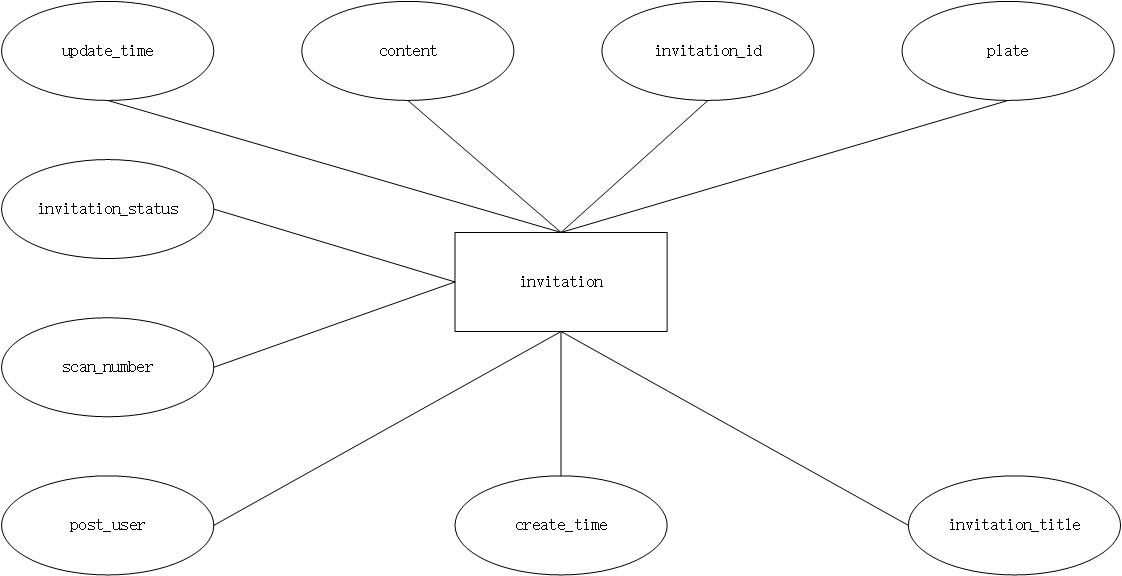 update_time
content
invitation_id
plate
invitation_status
invitation
scan_number
post_user
create_time
invitation_title